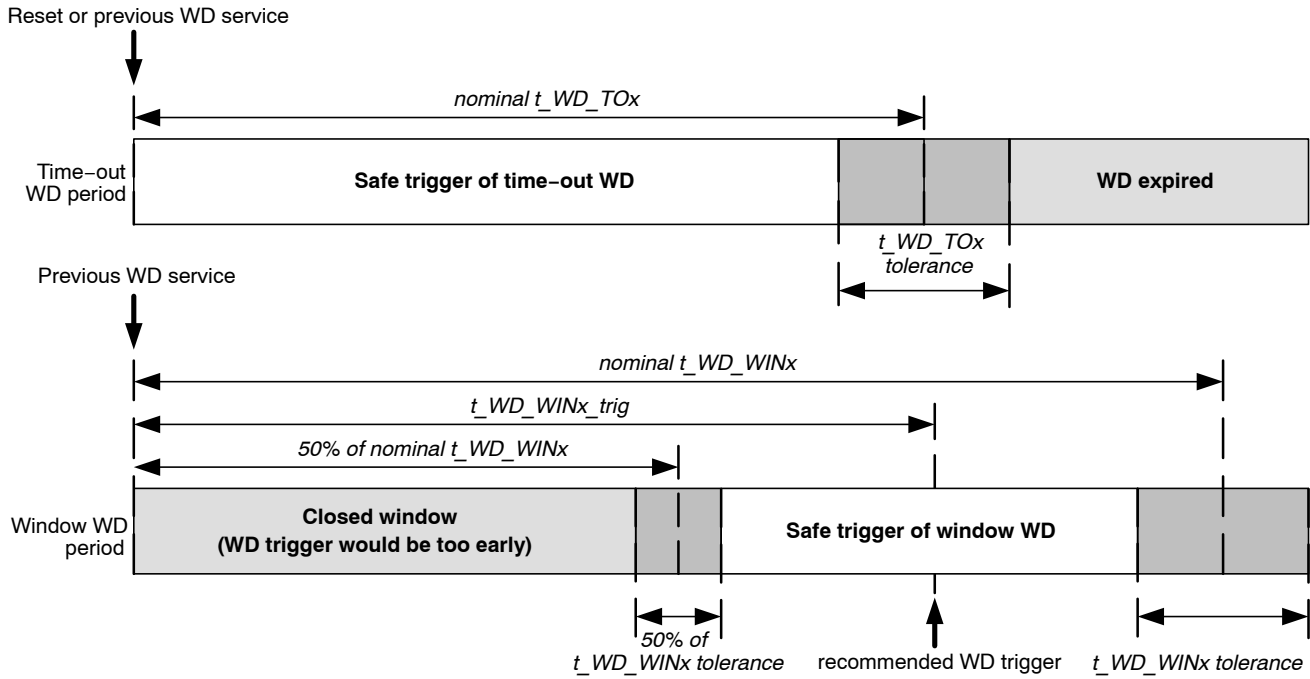 Reset or previous WD service
nominal t_WD_TOx
Time−out
WD period
Safe trigger of time−out WD
WD expired
t_WD_TOx
tolerance
Previous WD service
nominal t_WD_WINx
t_WD_WINx_trig
50% of nominal t_WD_WINx
Window WD
period
Closed window
(WD trigger would be too early)
Safe trigger of window WD
50% of
t_WD_WINx tolerance
recommended WD trigger
t_WD_WINx tolerance